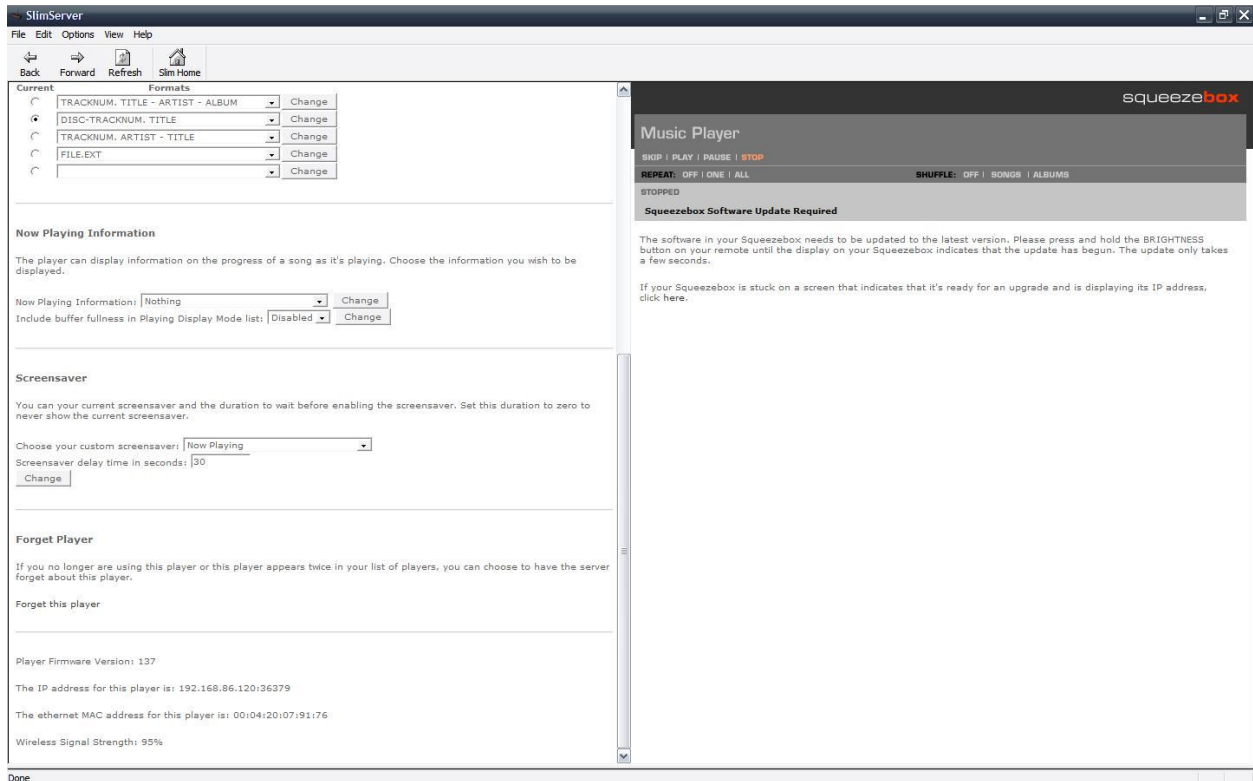 SlimServer
File Edit Options View Help
Back Forward Refresh Slim Home
Current Formats
TRACKNUM. TITLE - ARTIST - ALBUM Change
DISC-TRACKNUM. TITLE Change
TRACKNUM. ARTIST - TITLE Change
FILE.EXT Change
Change
Now Playing Information
The player can display information on the progress of a song as it's playing. Choose the information you wish to be
displayed.
Now Playing Information: Nothing Change
Include buffer fullness in Playing Display Mode list: Disabled Change
Screensaver
You can your current screensaver and the duration to wait before enabling the screensaver. Set this duration to zero to
never show the current screensaver.
Choose your custom screensaver: Now Playing
Screensaver delay time in seconds: 30
Change
Forget Player
If you no longer are using this player or this player appears twice in your list of players, you can choose to have the server
forget about this player.
Forget this player
Player Firmware Version: 137
The IP address for this player is: 192.168.86.120:36379
The ethernet MAC address for this player is: 00:04:20:07:91:76
Wireless Signal Strength: 95%
squeezebox
Music Player
SKIP | PLAY | PAUSE | STOP
REPEAT: OFF | ONE | ALL SHUFFLE: OFF | SONGS | ALBUMS
STOPPED
Squeezebox Software Update Required
The software in your Squeezebox needs to be updated to the latest version. Please press and hold the BRIGHTNESS
button on your remote until the display on your Squeezebox indicates that the update has begun. The update only takes
a few seconds.
If your Squeezebox is stuck on a screen that indicates that it's ready for an upgrade and is displaying its IP address,
click here.
Done